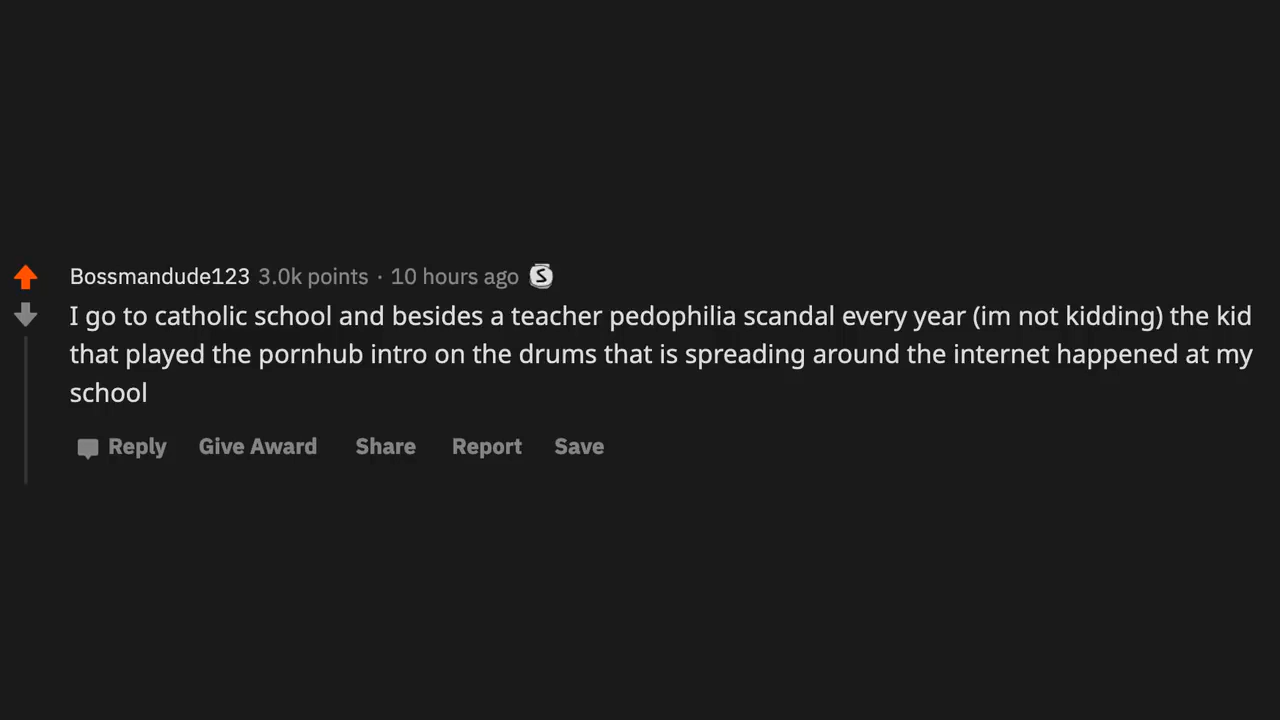 Bossmandude123 3.0k points · 10 hours ago S
I go to catholic school and besides a teacher pedophilia scandal every year (im not kidding) the kid
that played the pornhub intro on the drums that is spreading around the internet happened at my
school
Reply Give Award Share Report Save